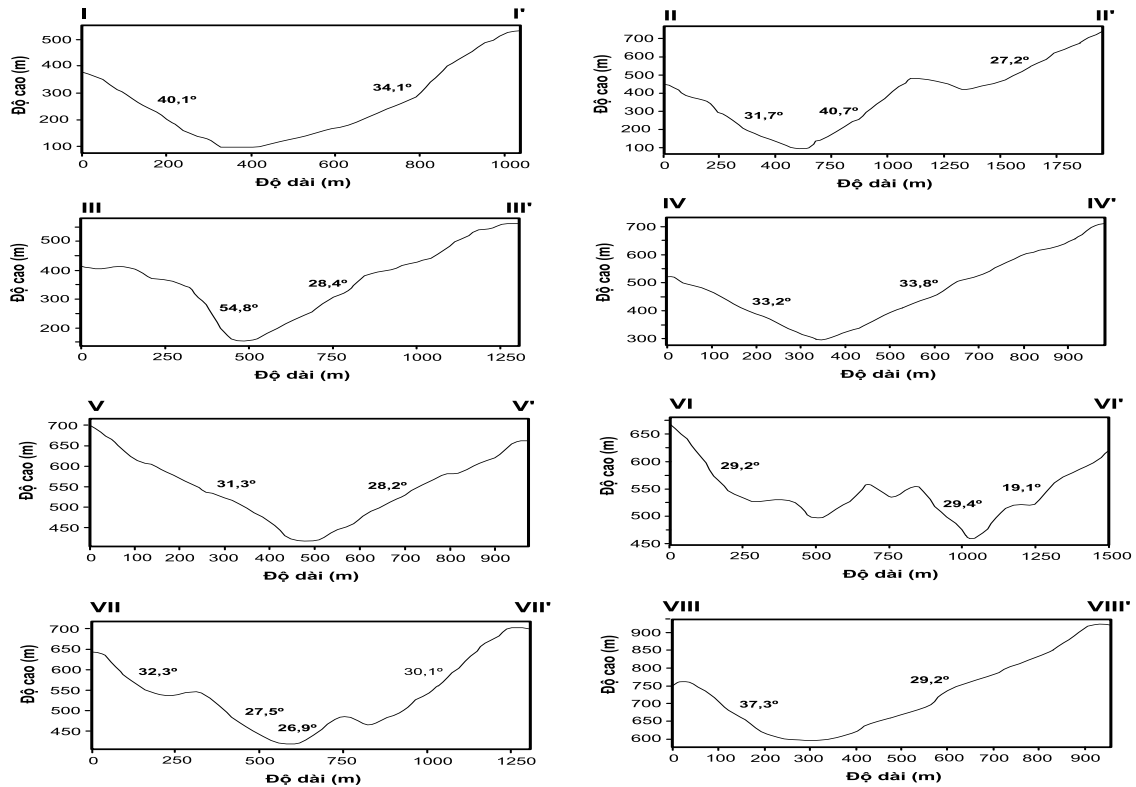 I I'
Độ cao (m)
500
400
300
200
100
40,1º
34,1º
0 200 400 600 800 1000
Độ dài (m)
II II'
Độ cao (m)
700
600
500
400
300
200
100
31,7º
40,7º
27,2º
0 250 400 750 1000 1250 1500 1750
Độ dài (m)
III III'
Độ cao (m)
500
400
300
200
54,8º
28,4º
0 250 500 750 1000 1250
Độ dài (m)
IV IV'
Độ cao (m)
700
600
500
400
300
33,2º
33,8º
0 100 200 300 400 500 600 700 800 900
Độ dài (m)
V V'
Độ cao (m)
700
650
600
550
500
450
31,3º
28,2º
0 100 200 300 400 500 600 700 800 900
Độ dài (m)
VI VI'
Độ cao (m)
650
600
550
500
450
29,2º
29,4º
19,1º
0 250 500 750 1000 1250 1500
Độ dài (m)
VII VII'
Độ cao (m)
700
650
600
550
500
450
32,3º
27,5º
26,9º
30,1º
0 250 500 750 1000 1250
Độ dài (m)
VIII VIII'
Độ cao (m)
900
850
800
750
700
650
600
37,3º
29,2º
0 100 200 300 400 500 600 700 800 900
Độ dài (m)